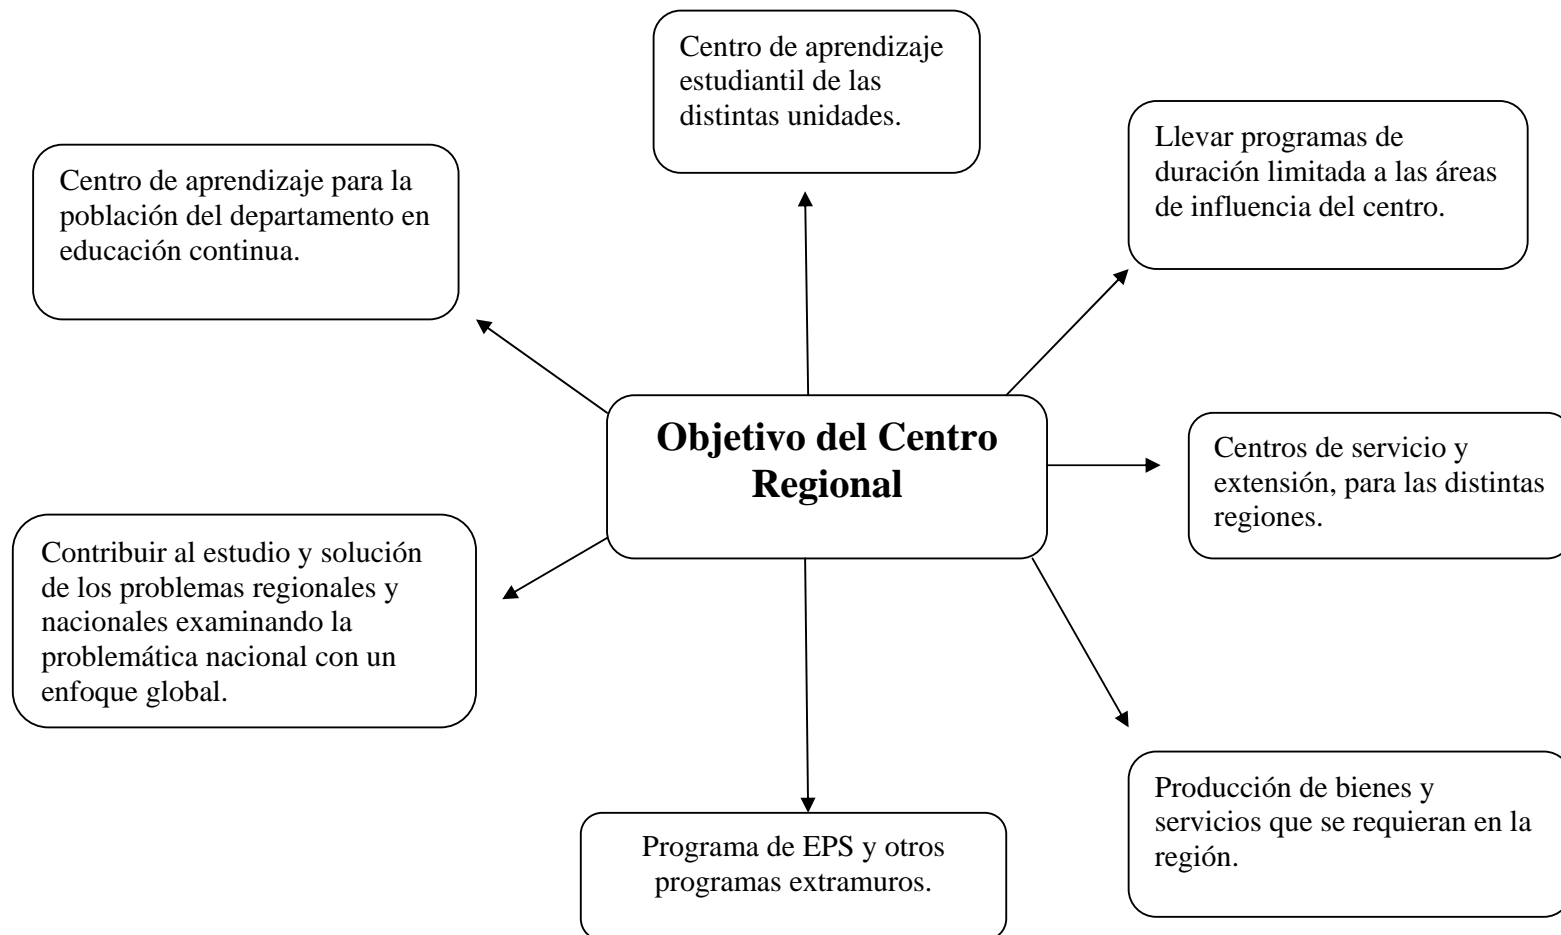 Centro de aprendizaje
estudiantil de las
distintas unidades.
Llevar programas de
duración limitada a las áreas
de influencia del centro.
Centro de aprendizaje para la
población del departamento en
educación continua.
Objetivo del Centro
Regional
Centros de servicio y
extensión, para las distintas
regiones.
Contribuir al estudio y solución
de los problemas regionales y
nacionales examinando la
problemática nacional con un
enfoque global.
Producción de bienes y
servicios que se requieran en la
región.
Programa de EPS y otros
programas extramuros.